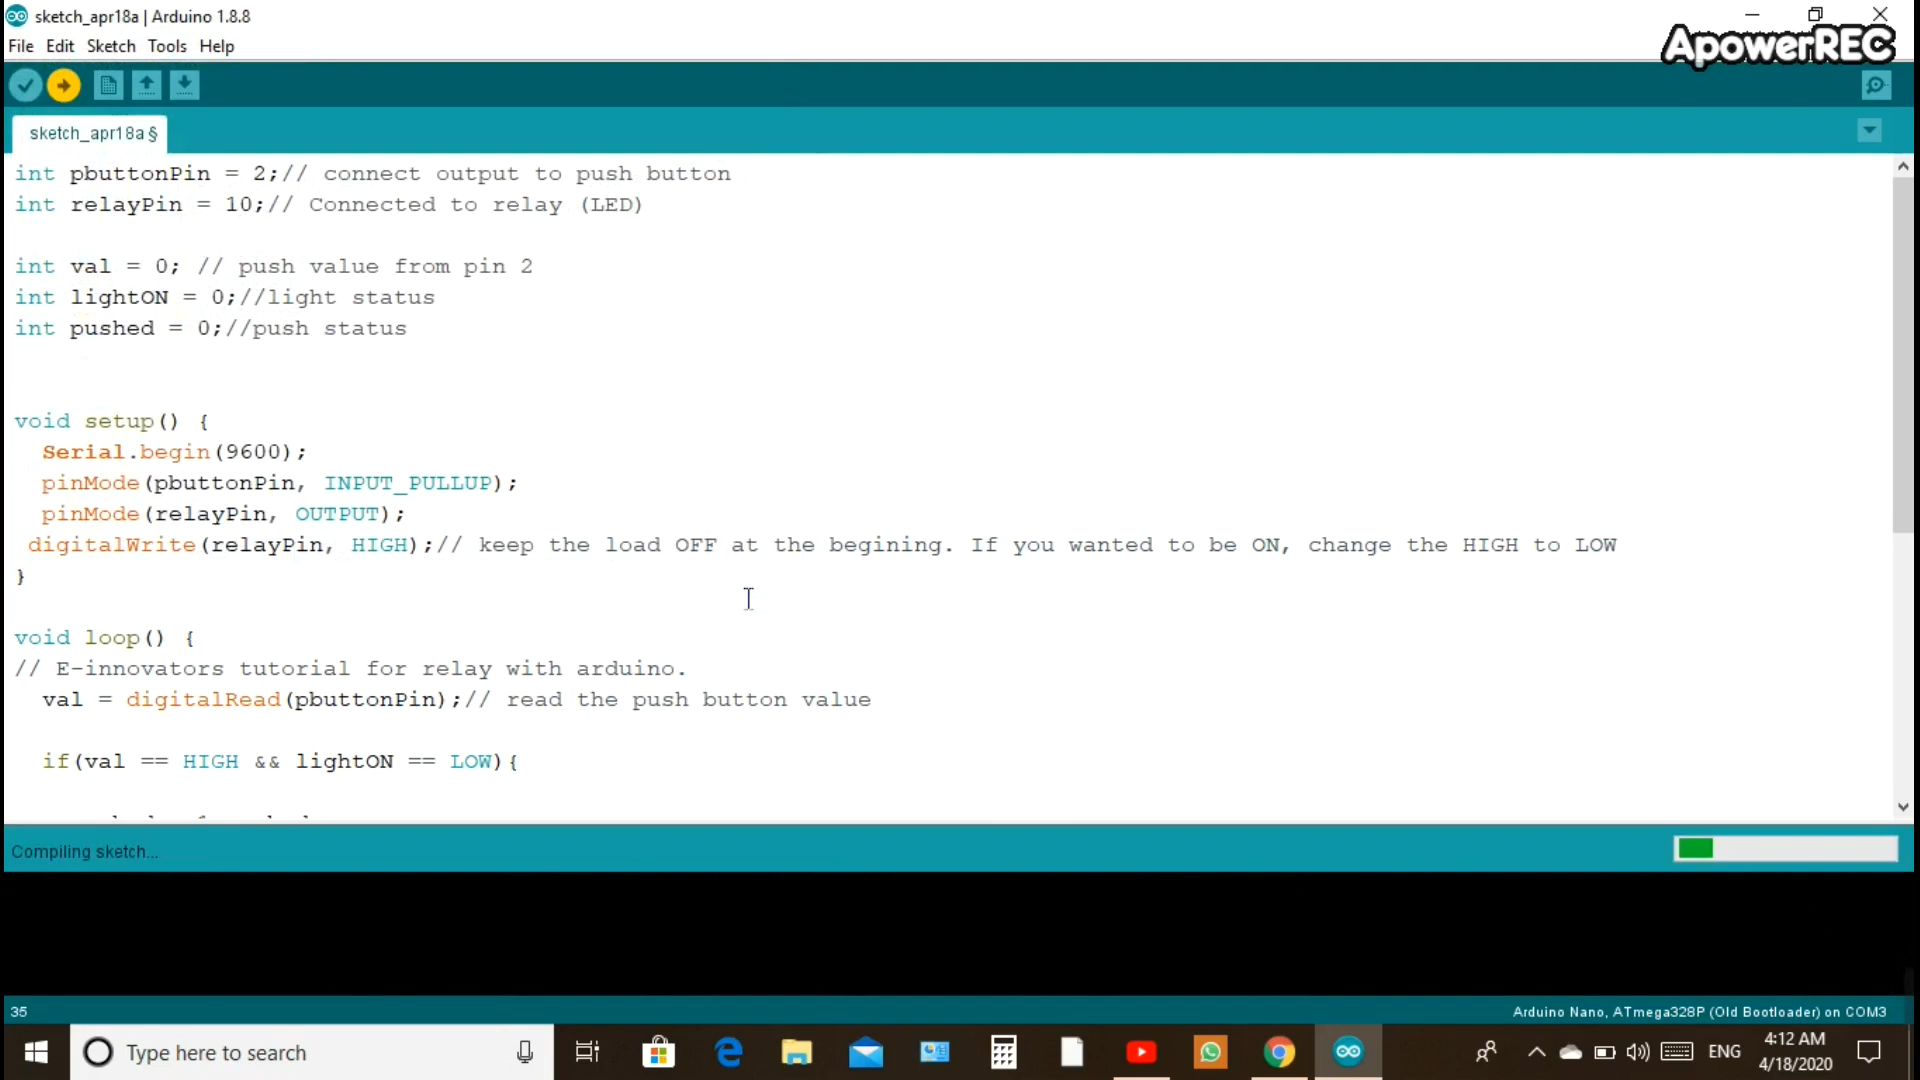 sketch_apr18a | Arduino 1.8.8
ApowerREC
File Edit Sketch Tools Help
sketch_apr18a §
int pbuttonPin = 2;// connect output to push button
int relayPin = 10;// Connected to relay (LED)
int val = 0; // push value from pin 2
int lightON = 0;//light status
int pushed = 0;//push status
void setup() {
Serial.begin(9600);
pinMode(pbuttonPin, INPUT_PULLUP);
pinMode(relayPin, OUTPUT);
digitalWrite(relayPin, HIGH);// keep the load OFF at the begining. If you wanted to be ON, change the HIGH to LOW
}
void loop() {
// E-innovators tutorial for relay with arduino.
val = digitalRead(pbuttonPin);// read the push button value
if(val == HIGH && lightON == LOW){
Compiling sketch...
35
Arduino Nano, ATmega328P (Old Bootloader) on COM3
Type here to search
ENG
4:12 AM
4/18/2020